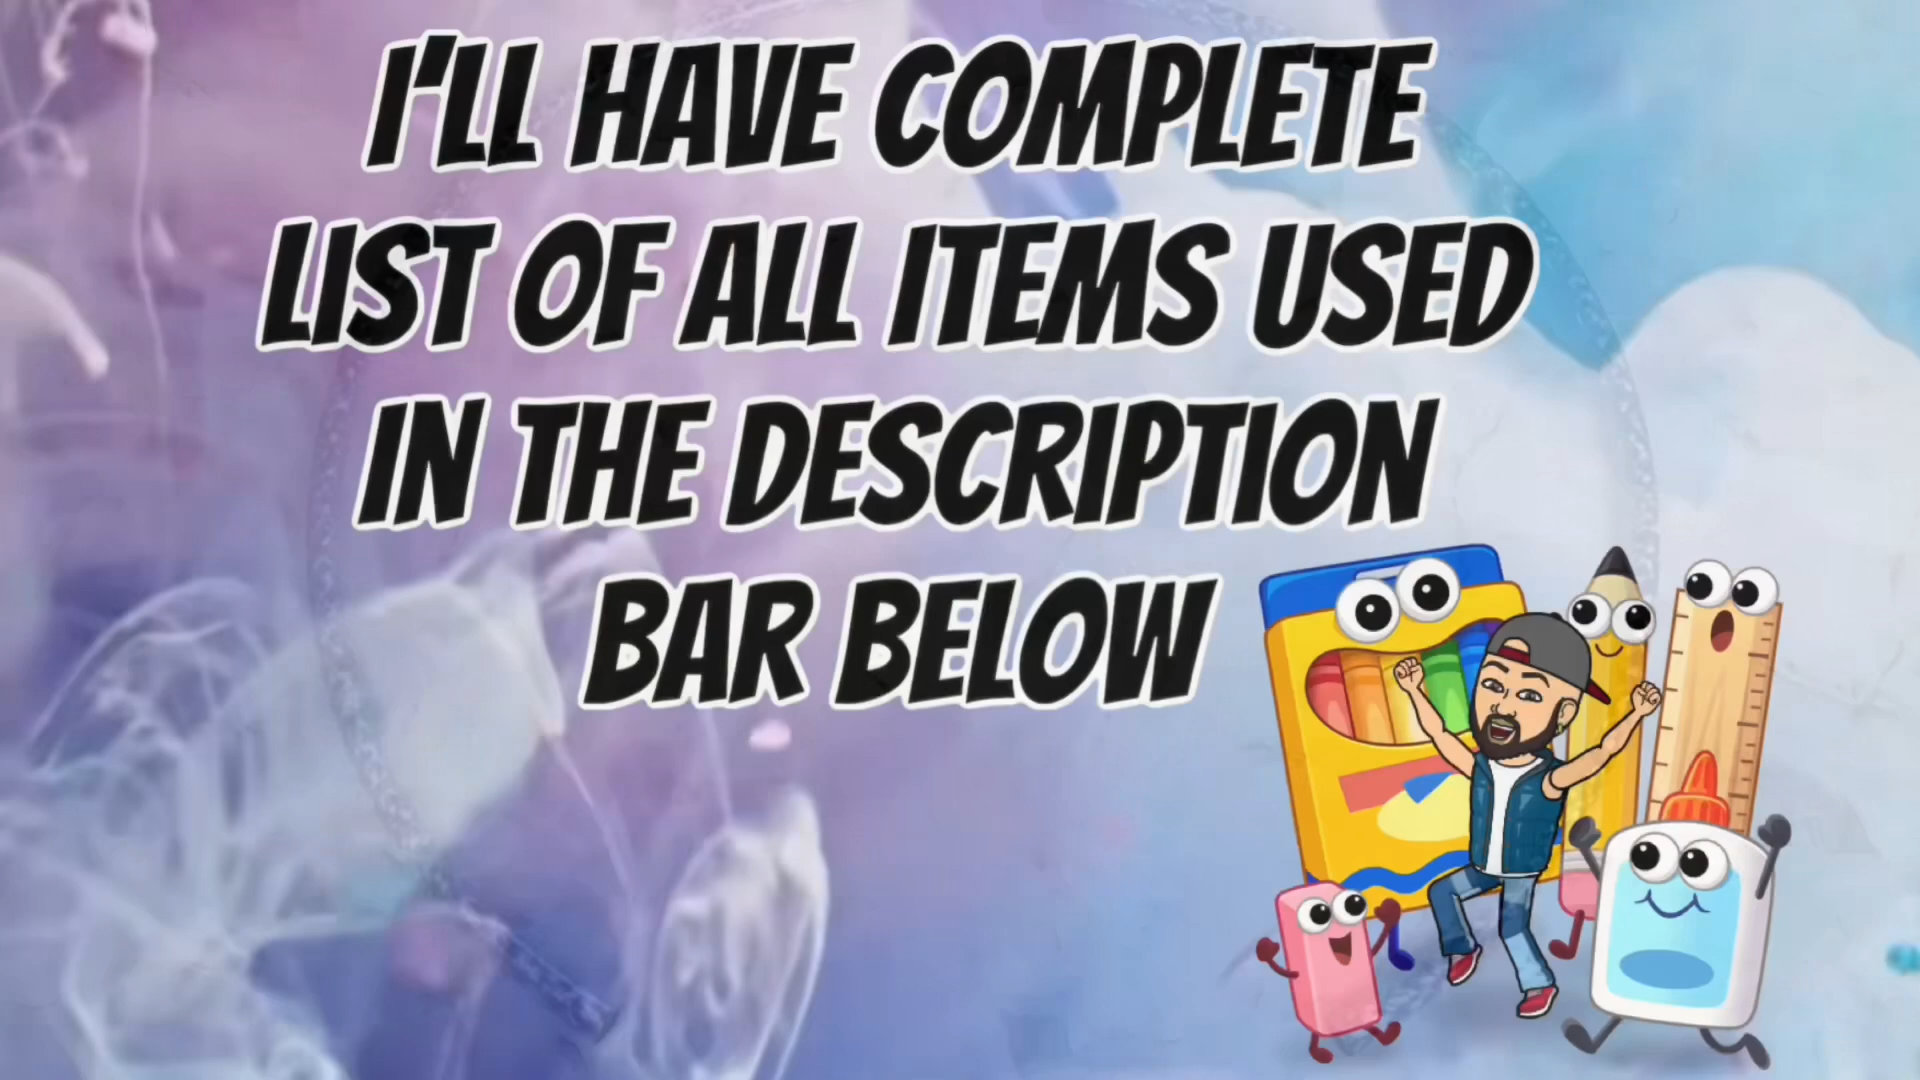 I'LL HAVE COMPLETE
LIST OF ALL ITEMS USED
IN THE DESCRIPTION
BAR BELOW